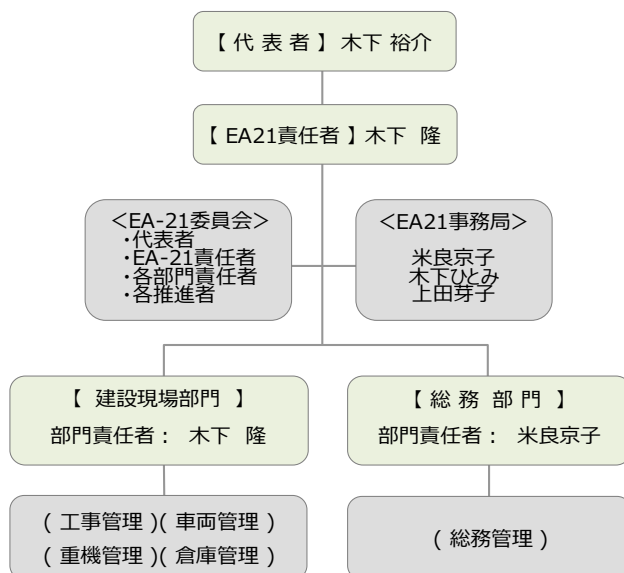 【 代 表 者 】 木下 裕介
【 EA21責任者 】木下 隆
＜EA-21委員会＞
・代表者
・EA-21責任者
・各部門責任者
・各推進者
＜EA21事務局＞
米良京子
木下ひとみ
上田芽子
【 建設現場部門 】
部門責任者： 木下 隆
【 総 務 部 門 】
部門責任者： 米良京子
( 工事管理 )( 車両管理 )
( 重機管理 )( 倉庫管理 )
( 総務管理 )